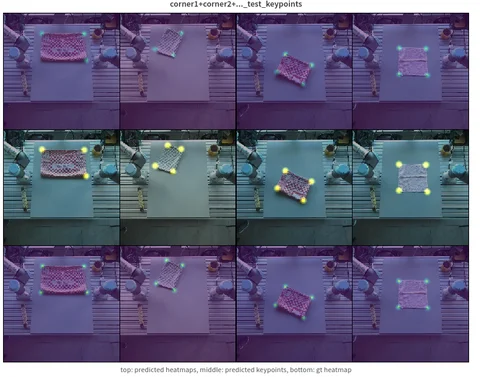 corner1+corner2+..._test_keypoints
top: predicted heatmaps, middle: predicted keypoints, bottom: gt heatmap